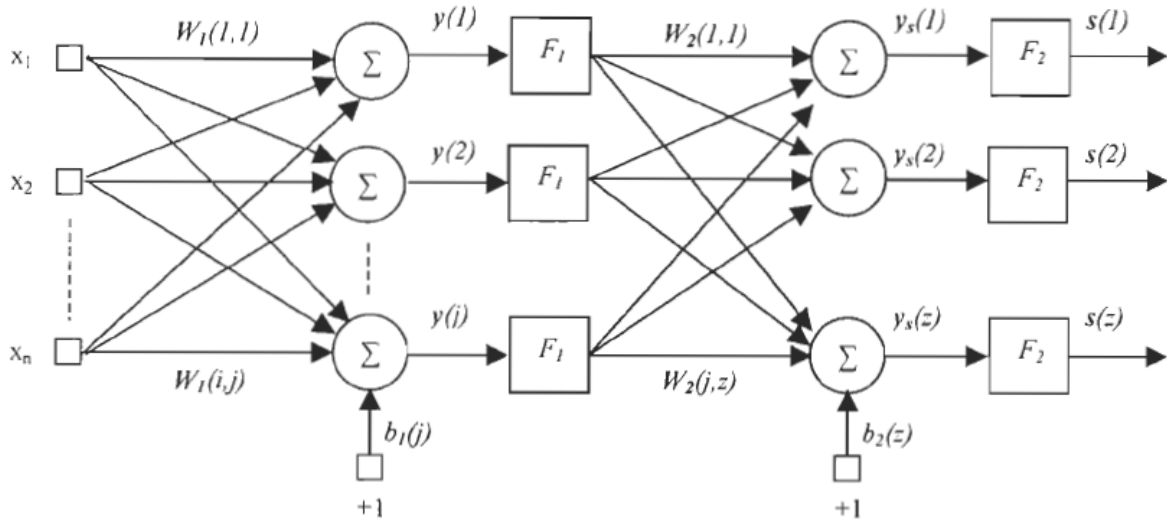 x₁ W₁(1,1) Σ y(1) F₁ W₂(1,1) Σ yₛ(1) F₂ s(1)
x₂ Σ y(2) F₁ Σ yₛ(2) F₂ s(2)
xₙ W₁(i,j) Σ y(j) F₁ W₂(j,z) Σ yₛ(z) F₂ s(z)
b₁(j) b₂(z)
+1 +1